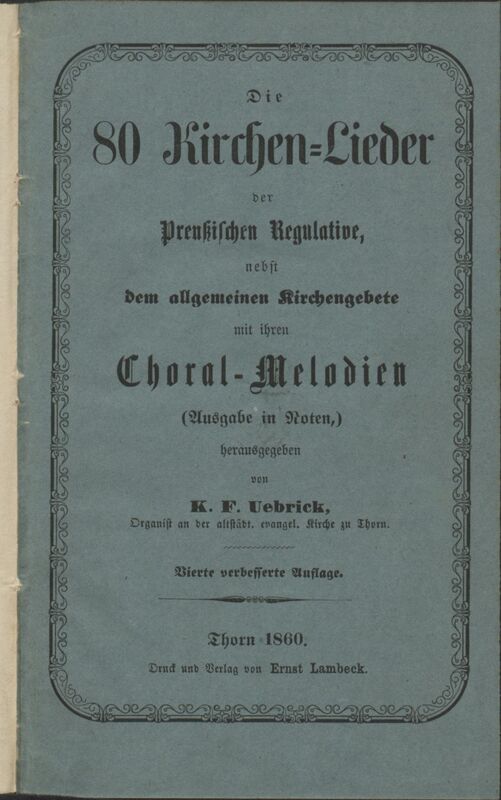 Die
80 Kirchen=Lieder
der
Preußischen Regulative,
nebst
dem allgemeinen Kirchengebete
mit ihren
Choral-Melodien
(Ausgabe in Noten,)
herausgegeben
von
K. F. Uebrick,
Organist an der altstädt. evangel. Kirche zu Thorn.
Vierte verbesserte Auflage.
Thorn 1860.
Druck und Verlag von Ernst Lambeck.